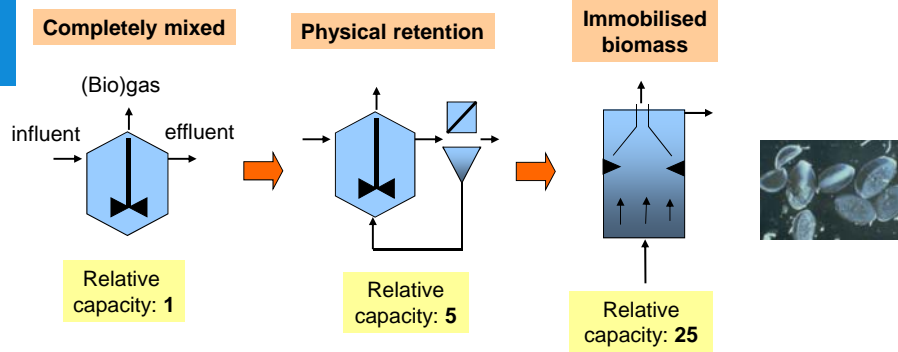 Completely mixed
Physical retention
Immobilised
biomass
(Bio)gas
influent
effluent
Relative
capacity: 1
Relative
capacity: 5
Relative
capacity: 25